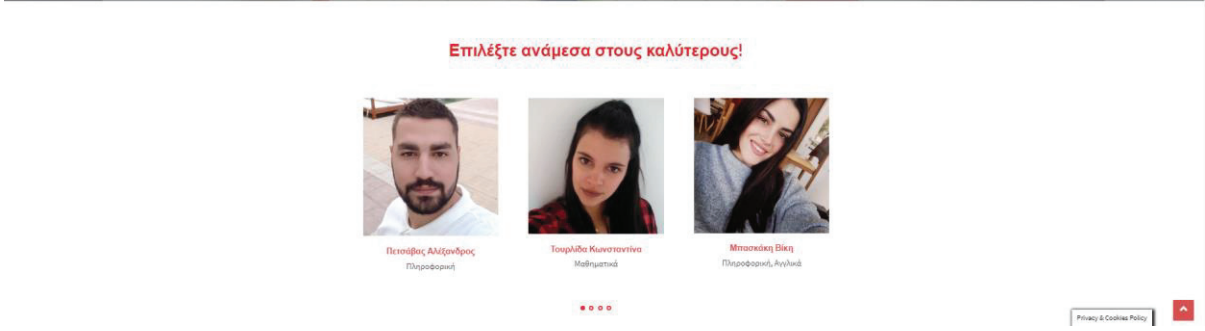 Επιλέξτε ανάμεσα στους καλύτερους!
Πετσάβας Αλέξανδρος
Πληροφορική
Τουρλίδα Κωνσταντίνα
Μαθηματικά
Μπασκάκη Βίκη
Πληροφορική, Αγγλικά
Privacy & Cookies Policy